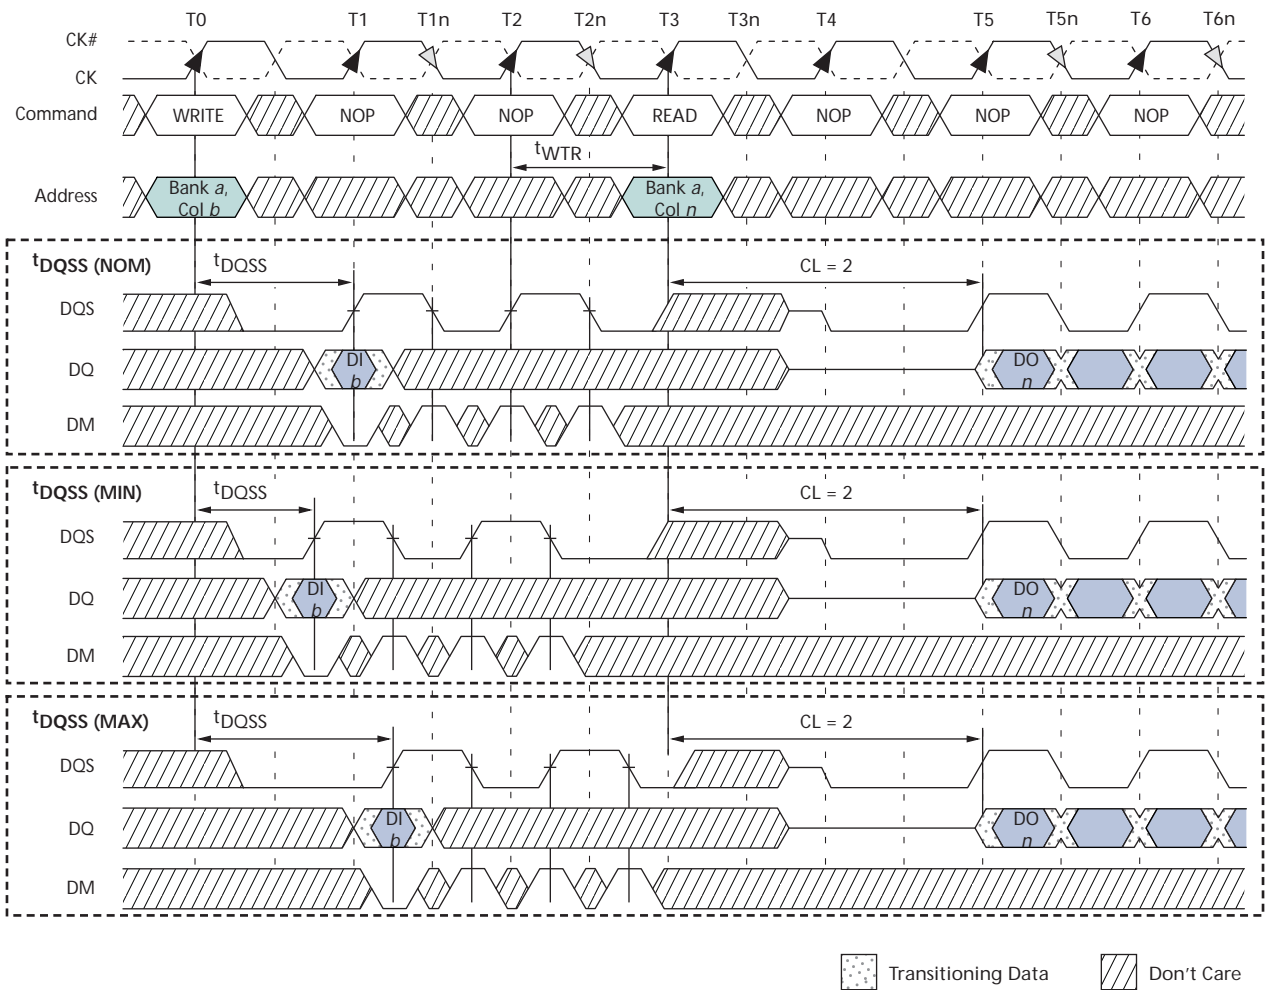 T0 T1 T1n T2 T2n T3 T3n T4 T5 T5n T6 T6n
CK#
CK
Command WRITE NOP NOP READ NOP NOP NOP
tWTR
Address Bank a, Col b Bank a, Col n
tDQSS (NOM) tDQSS CL = 2
DQS
DQ DI b DO n
DM
tDQSS (MIN) tDQSS CL = 2
DQS
DQ DI b DO n
DM
tDQSS (MAX) tDQSS CL = 2
DQS
DQ DI b DO n
DM
Transitioning Data Don't Care